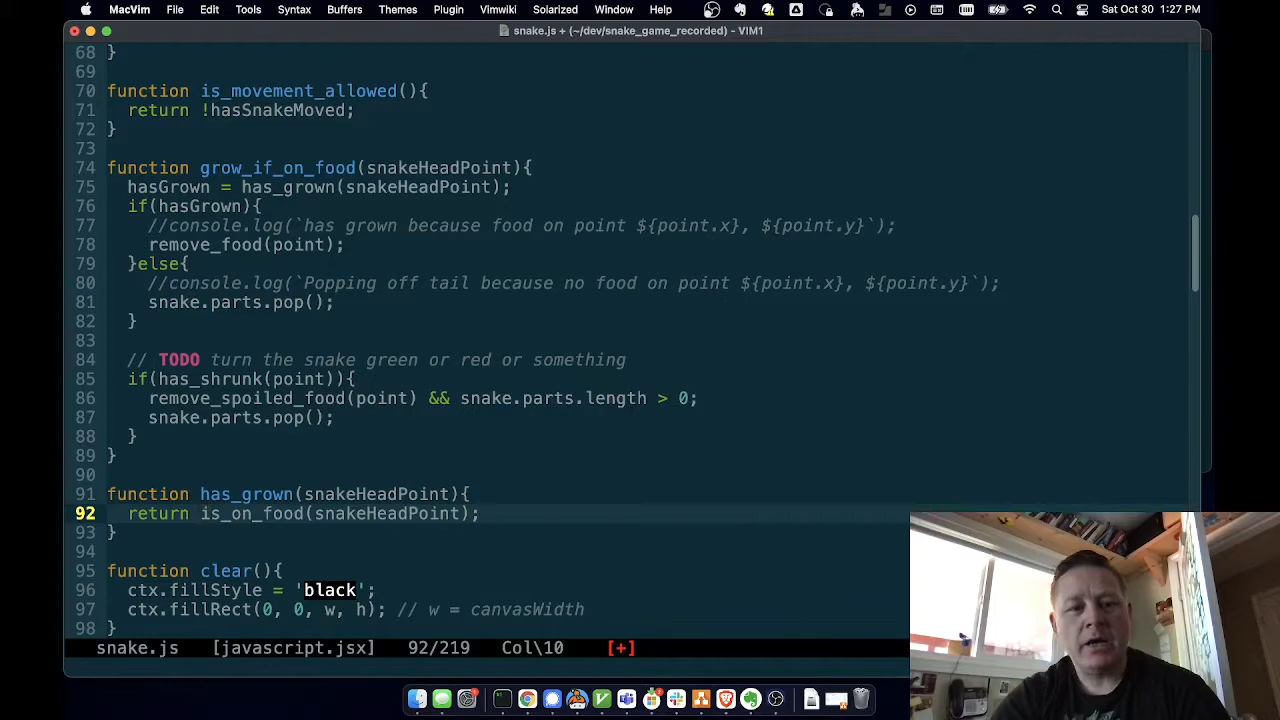 MacVim File Edit Tools Syntax Buffers Themes Plugin Vimwiki Solarized Window Help Sat Oct 30 1:27 PM
snake.js + (~/dev/snake_game_recorded) - VIM1
68 }
69
70 function is_movement_allowed(){
71   return !hasSnakeMoved;
72 }
73
74 function grow_if_on_food(snakeHeadPoint){
75   hasGrown = has_grown(snakeHeadPoint);
76   if(hasGrown){
77     //console.log(`has grown because food on point ${point.x}, ${point.y}`);
78     remove_food(point);
79   }else{
80     //console.log(`Popping off tail because no food on point ${point.x}, ${point.y}`);
81     snake.parts.pop();
82   }
83
84   // TODO turn the snake green or red or something
85   if(has_shrunk(point)){
86     remove_spoiled_food(point) && snake.parts.length > 0;
87     snake.parts.pop();
88   }
89 }
90
91 function has_grown(snakeHeadPoint){
92   return is_on_food(snakeHeadPoint);
93 }
94
95 function clear(){
96   ctx.fillStyle = 'black';
97   ctx.fillRect(0, 0, w, h); // w = canvasWidth
98 }
snake.js [javascript.jsx] 92/219 Col\10 [+]